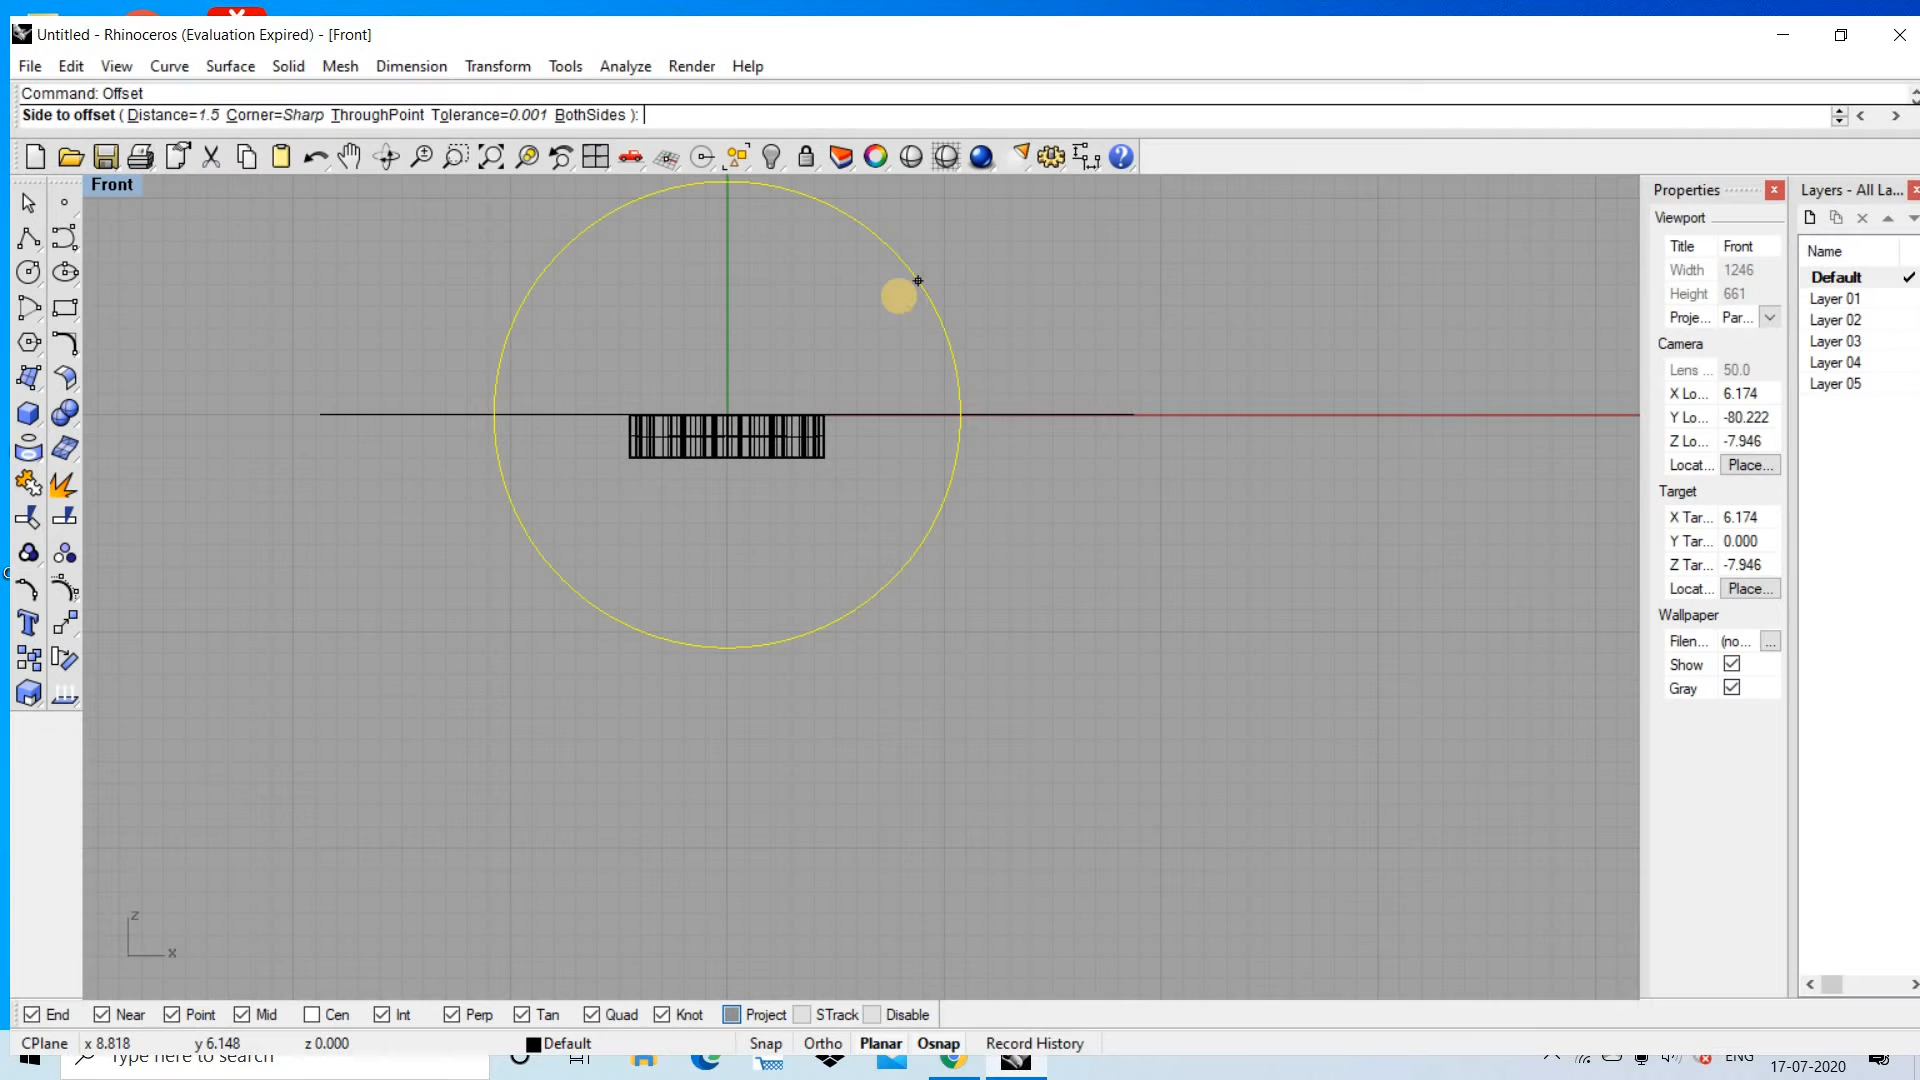 Untitled - Rhinoceros (Evaluation Expired) - [Front]
File Edit View Curve Surface Solid Mesh Dimension Transform Tools Analyze Render Help
Command: Offset
Side to offset ( Distance=1.5 Corner=Sharp ThroughPoint Tolerance=0.001 BothSides ):
Front
Properties
Viewport
Title Front
Width 1246
Height 661
Proje... Par...
Camera
Lens ... 50.0
X Lo... 6.174
Y Lo... -80.222
Z Lo... -7.946
Locat... Place...
Target
X Tar... 6.174
Y Tar... 0.000
Z Tar... -7.946
Locat... Place...
Wallpaper
Filen... (no... ...
Show
Gray
Layers - All La...
Name
Default
Layer 01
Layer 02
Layer 03
Layer 04
Layer 05
z
x
End Near Point Mid Cen Int Perp Tan Quad Knot Project STrack Disable
CPlane x 8.818 y 6.148 z 0.000 Default Snap Ortho Planar Osnap Record History
Type here to search
ENG
17-07-2020